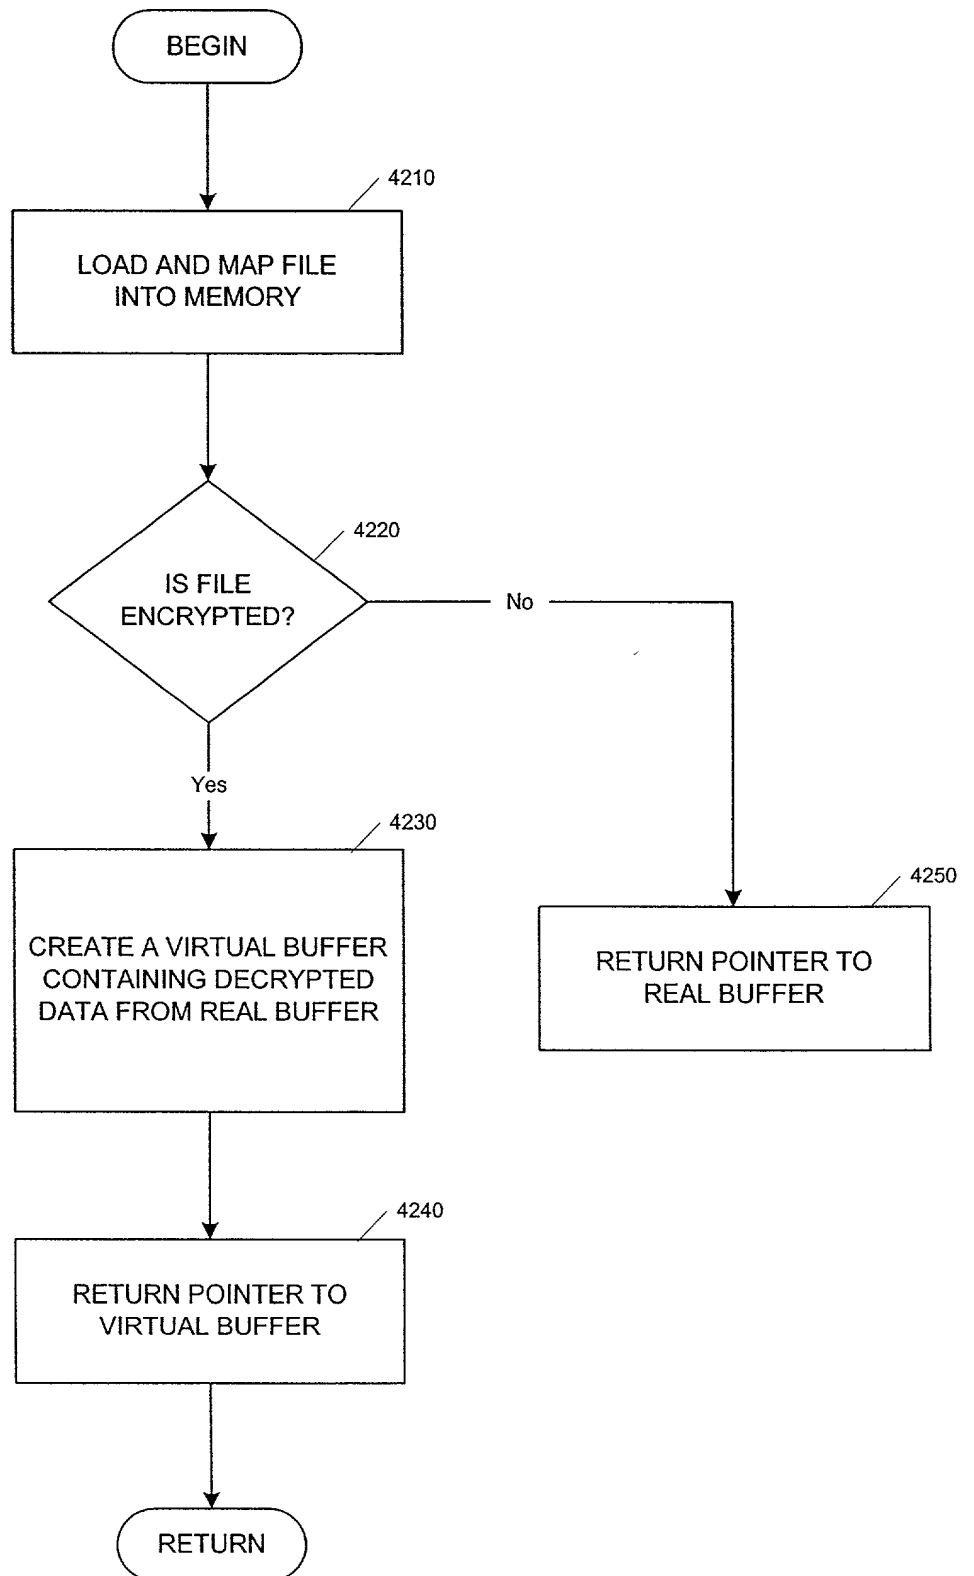 BEGIN
4210
LOAD AND MAP FILE
INTO MEMORY
4220
IS FILE
ENCRYPTED?
No
Yes
4230
CREATE A VIRTUAL BUFFER
CONTAINING DECRYPTED
DATA FROM REAL BUFFER
4250
RETURN POINTER TO
REAL BUFFER
4240
RETURN POINTER TO
VIRTUAL BUFFER
RETURN